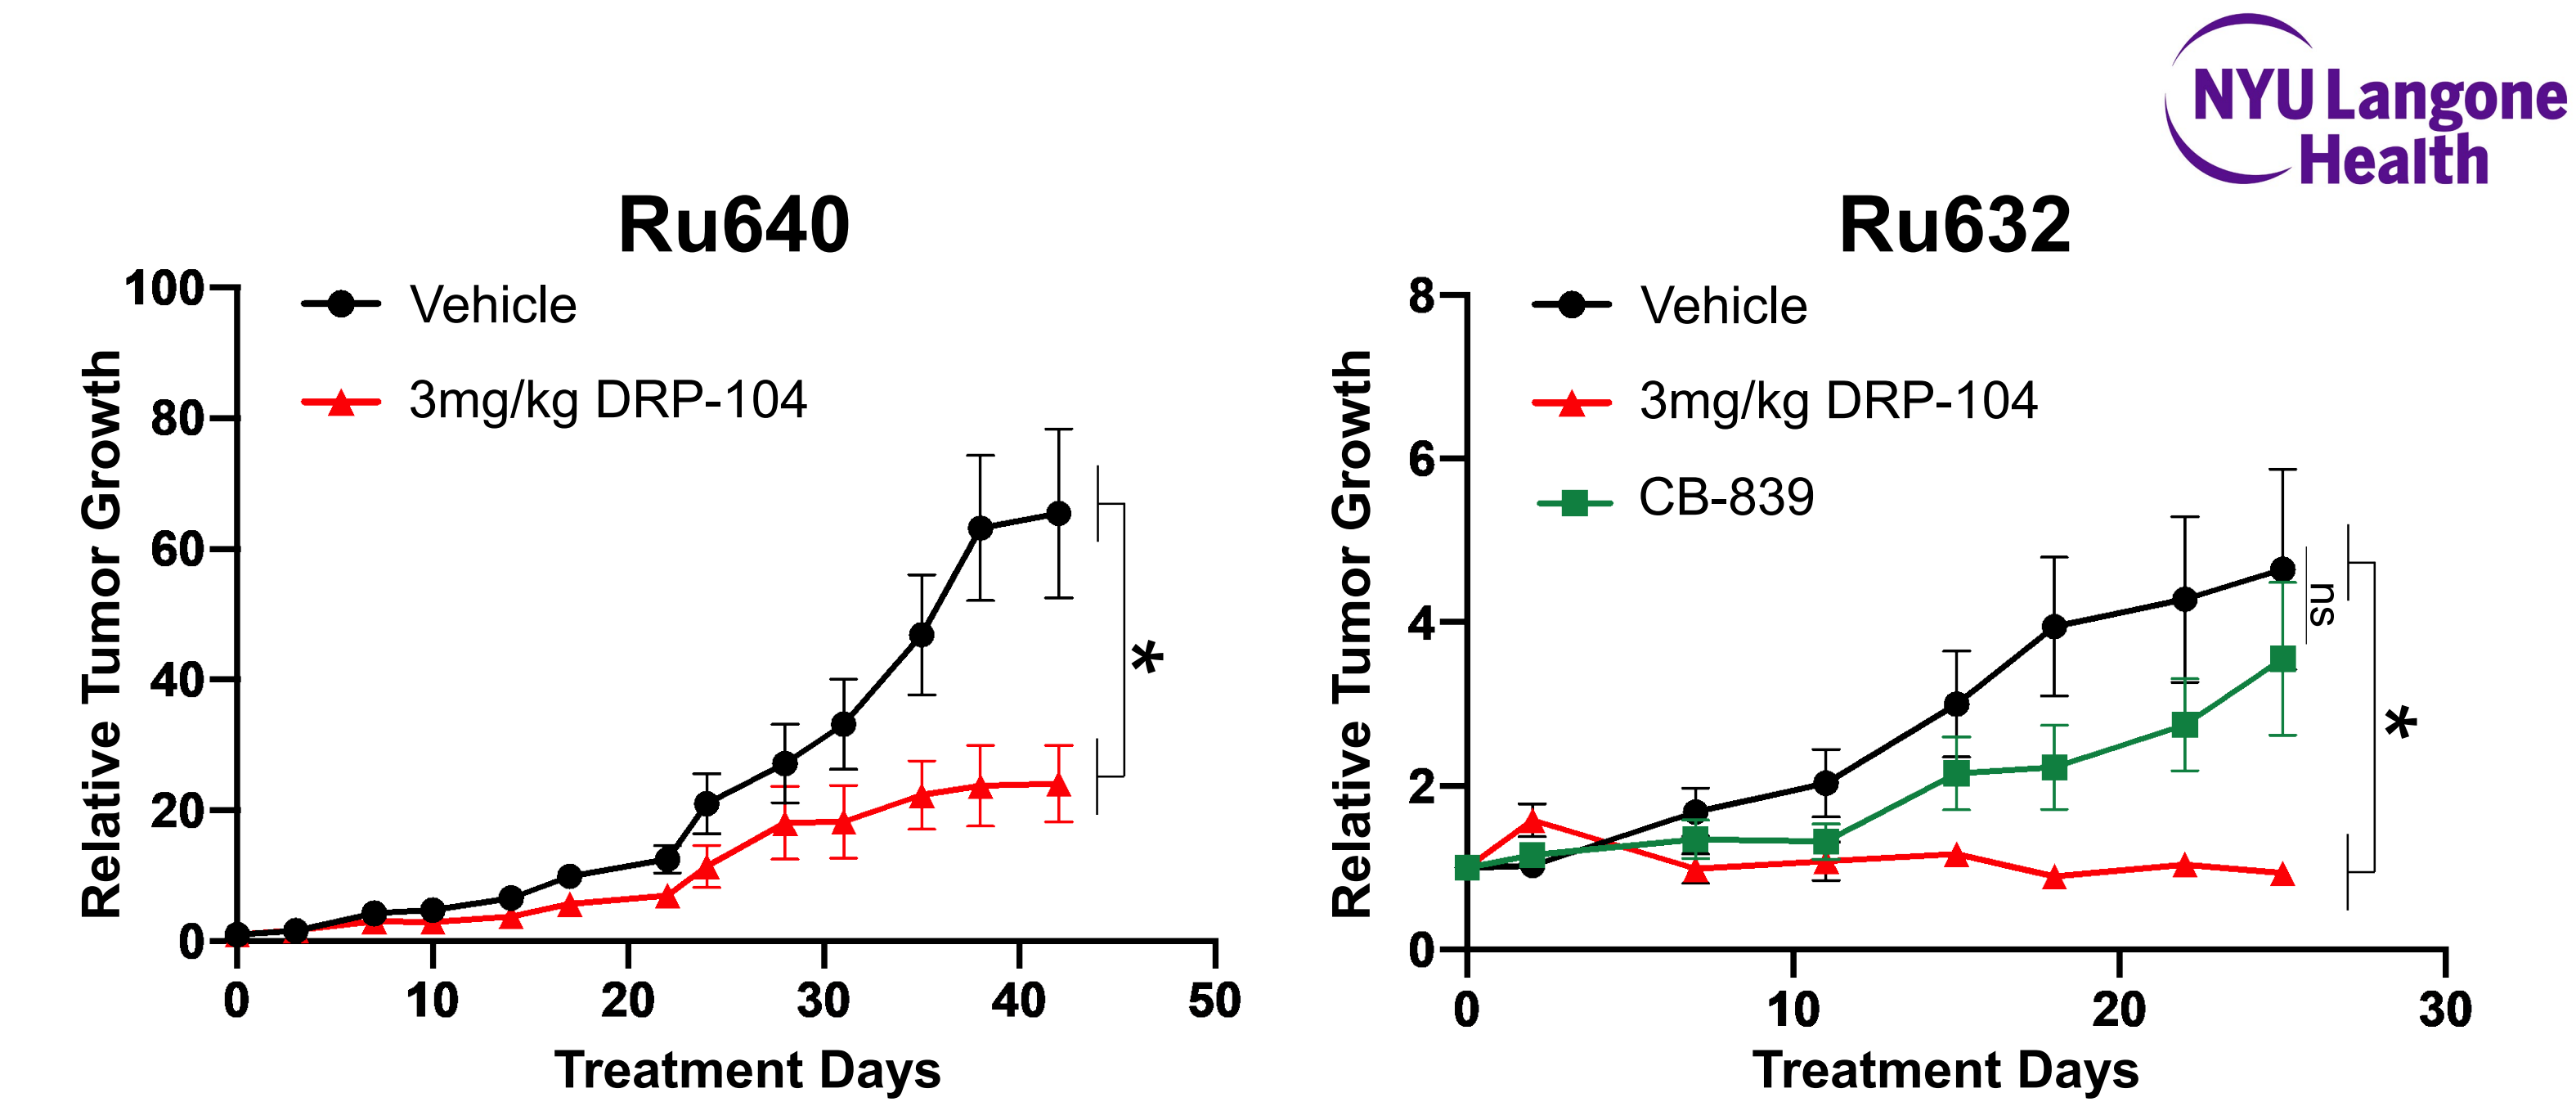 NYU Langone
Health
Ru640
100
80
60
40
20
0
Relative Tumor Growth
Vehicle
3mg/kg DRP-104
*
0 10 20 30 40 50
Treatment Days
Ru632
8
6
4
2
0
Relative Tumor Growth
Vehicle
3mg/kg DRP-104
CB-839
ns
*
0 10 20 30
Treatment Days